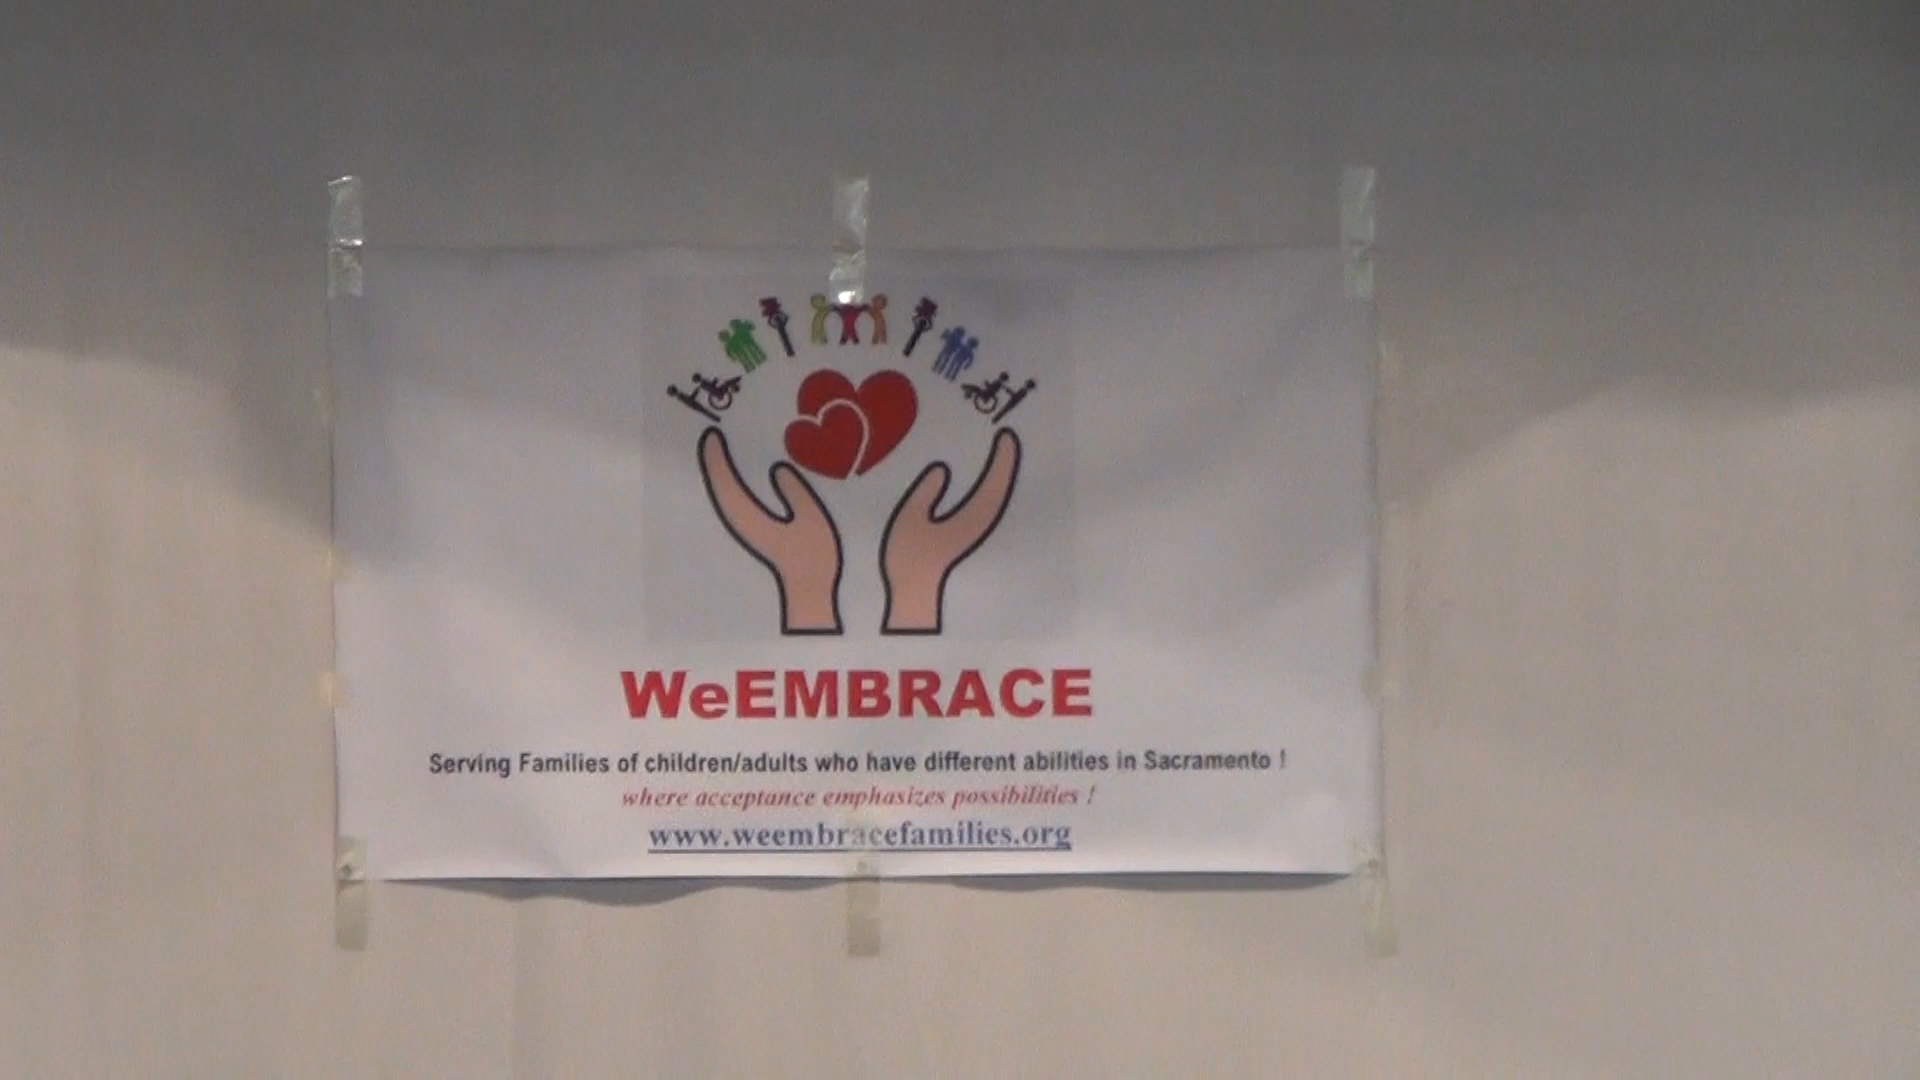 WeEMBRACE
Serving Families of children/adults who have different abilities in Sacramento !
where acceptance emphasizes possibilities !
www.weembracefamilies.org